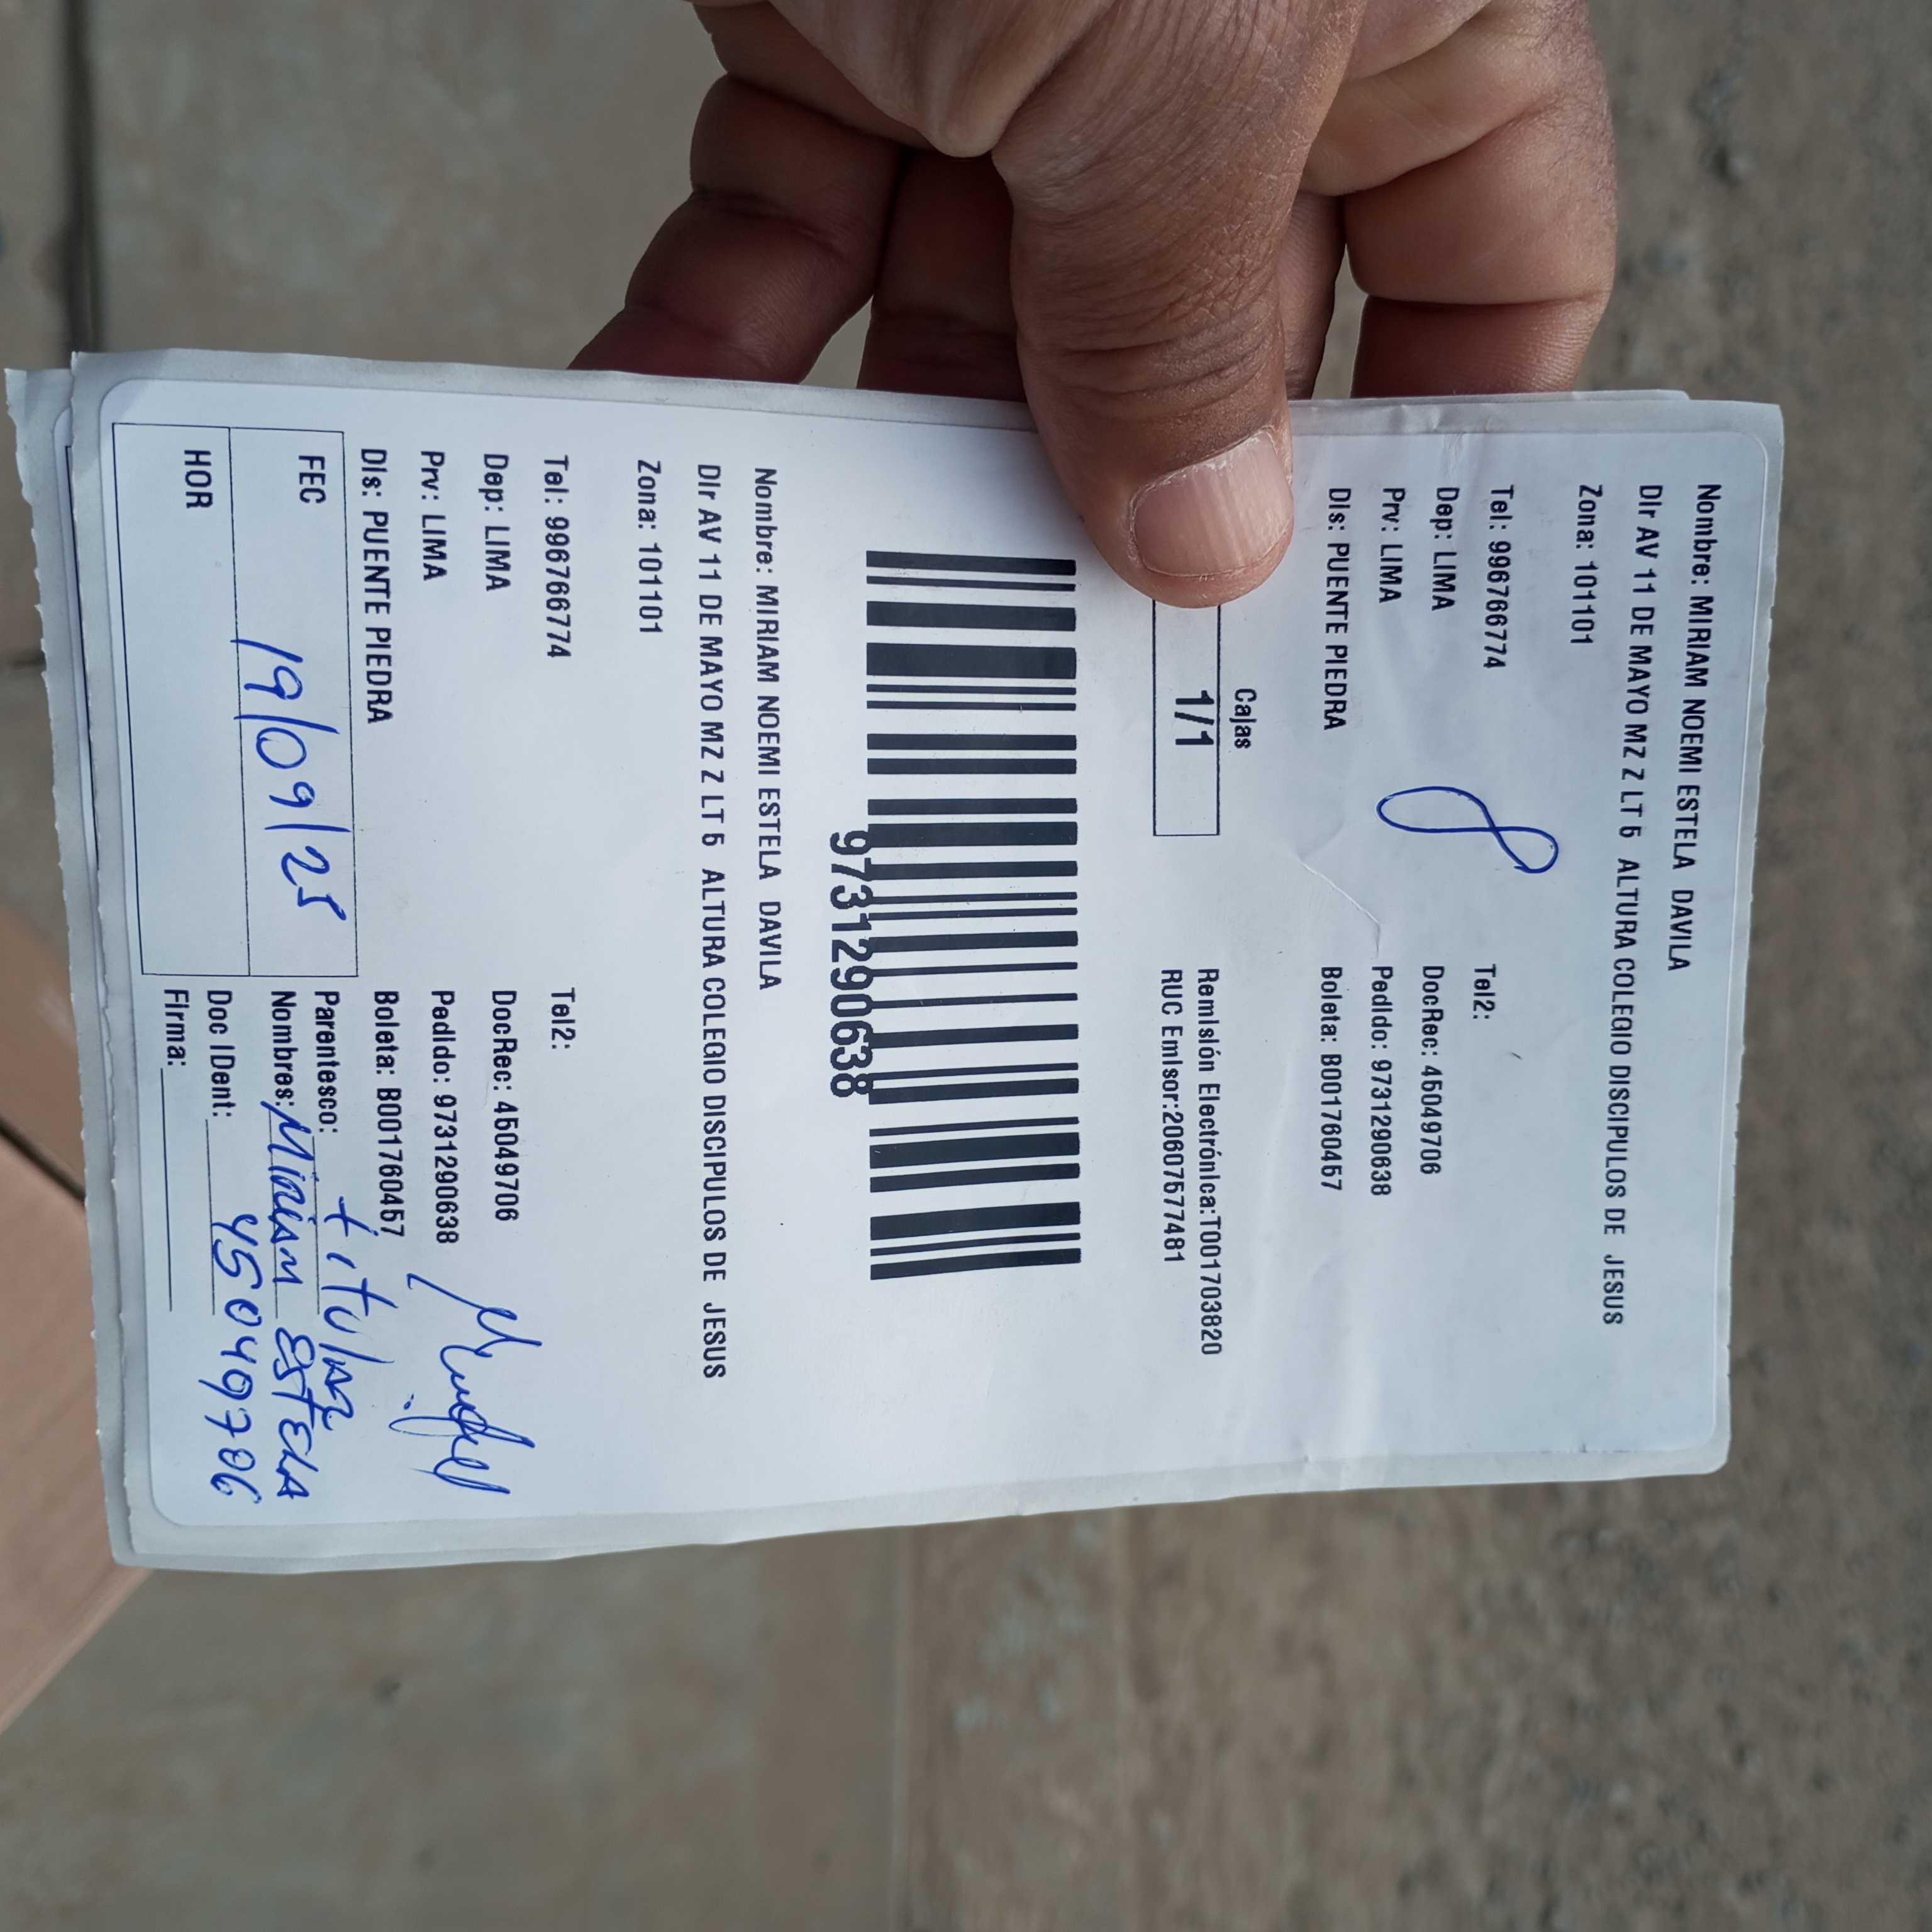 Nombre: MIRIAM NOEMI ESTELA DAVILA
Dir AV 11 DE MAYO MZ Z LT 5 ALTURA COLEGIO DISCIPULOS DE JESUS
Zona: 101101
Tel: 996766774 Tel2:
Dep: LIMA DocRec: 45049706
Prv: LIMA Pedido: 9731290638
Dis: PUENTE PIEDRA Boleta: B001760457
8
Cajas
1/1
Remisión Electrónica:T001703820
RUC Emisor:20607577481
9731290638
Nombre: MIRIAM NOEMI ESTELA DAVILA
Dir AV 11 DE MAYO MZ Z LT 5 ALTURA COLEGIO DISCIPULOS DE JESUS
Zona: 101101
Tel: 996766774 Tel2:
Dep: LIMA DocRec: 45049706
Prv: LIMA Pedido: 9731290638
Dis: PUENTE PIEDRA Boleta: B001760457
FEC 19/09/25
HOR
Parentesco: titular
Nombres: Miriam Estela
Doc IDent: 45049706
Firma: